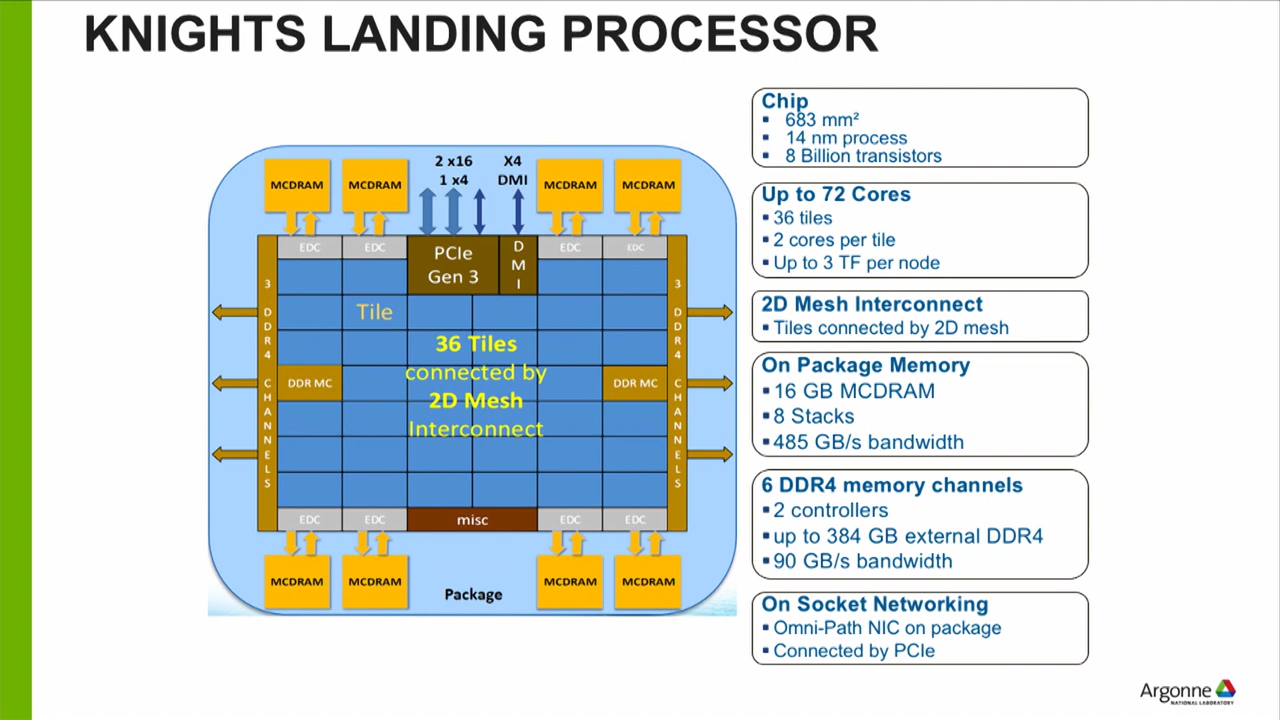 KNIGHTS LANDING PROCESSOR
MCDRAM
MCDRAM
2 x16
1 x4
X4
DMI
MCDRAM
MCDRAM
EDC
EDC
PCIe
Gen 3
D
M
I
EDC
EDC
3 DDR4 CHANNELS
Tile
36 Tiles
connected by
2D Mesh
Interconnect
DDR MC
DDR MC
3 DDR4 CHANNELS
EDC
EDC
misc
EDC
EDC
MCDRAM
MCDRAM
Package
MCDRAM
MCDRAM
Chip
▪ 683 mm²
▪ 14 nm process
▪ 8 Billion transistors
Up to 72 Cores
▪ 36 tiles
▪ 2 cores per tile
▪ Up to 3 TF per node
2D Mesh Interconnect
▪ Tiles connected by 2D mesh
On Package Memory
▪ 16 GB MCDRAM
▪ 8 Stacks
▪ 485 GB/s bandwidth
6 DDR4 memory channels
▪ 2 controllers
▪ up to 384 GB external DDR4
▪ 90 GB/s bandwidth
On Socket Networking
▪ Omni-Path NIC on package
▪ Connected by PCIe
Argonne
NATIONAL LABORATORY